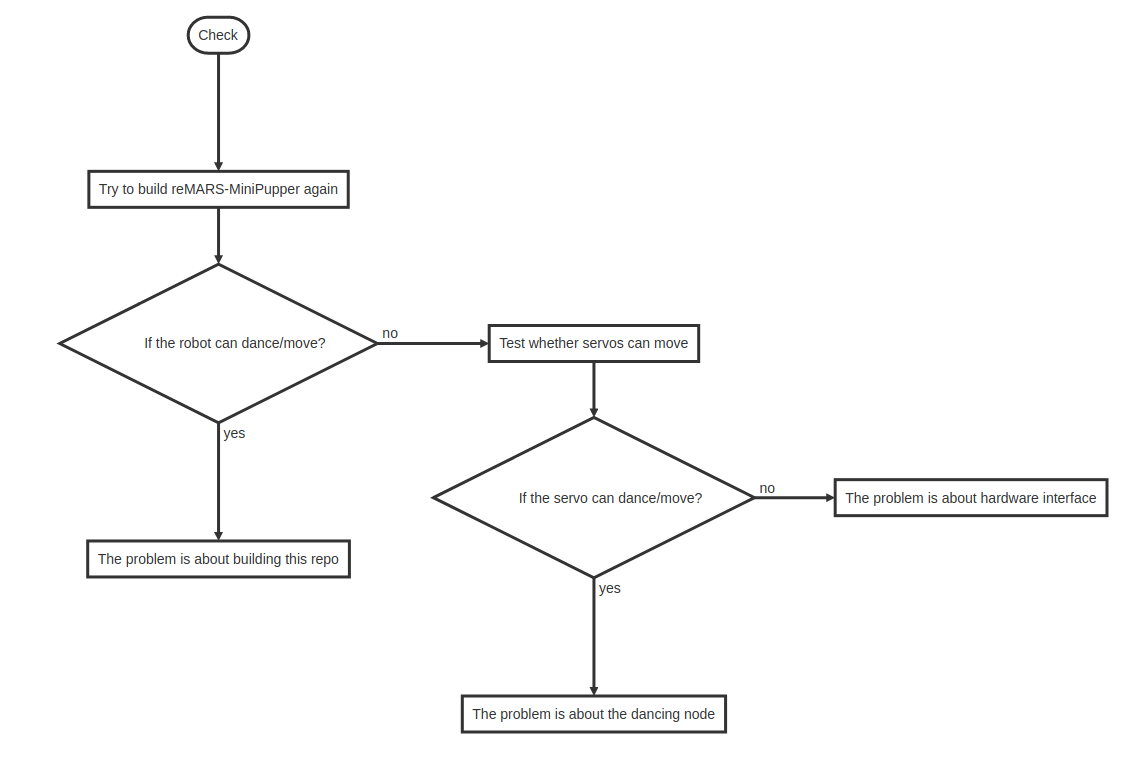 Check
Try to build reMARS-MiniPupper again
If the robot can dance/move?
no
Test whether servos can move
yes
If the servo can dance/move?
no
The problem is about hardware interface
The problem is about building this repo
yes
The problem is about the dancing node